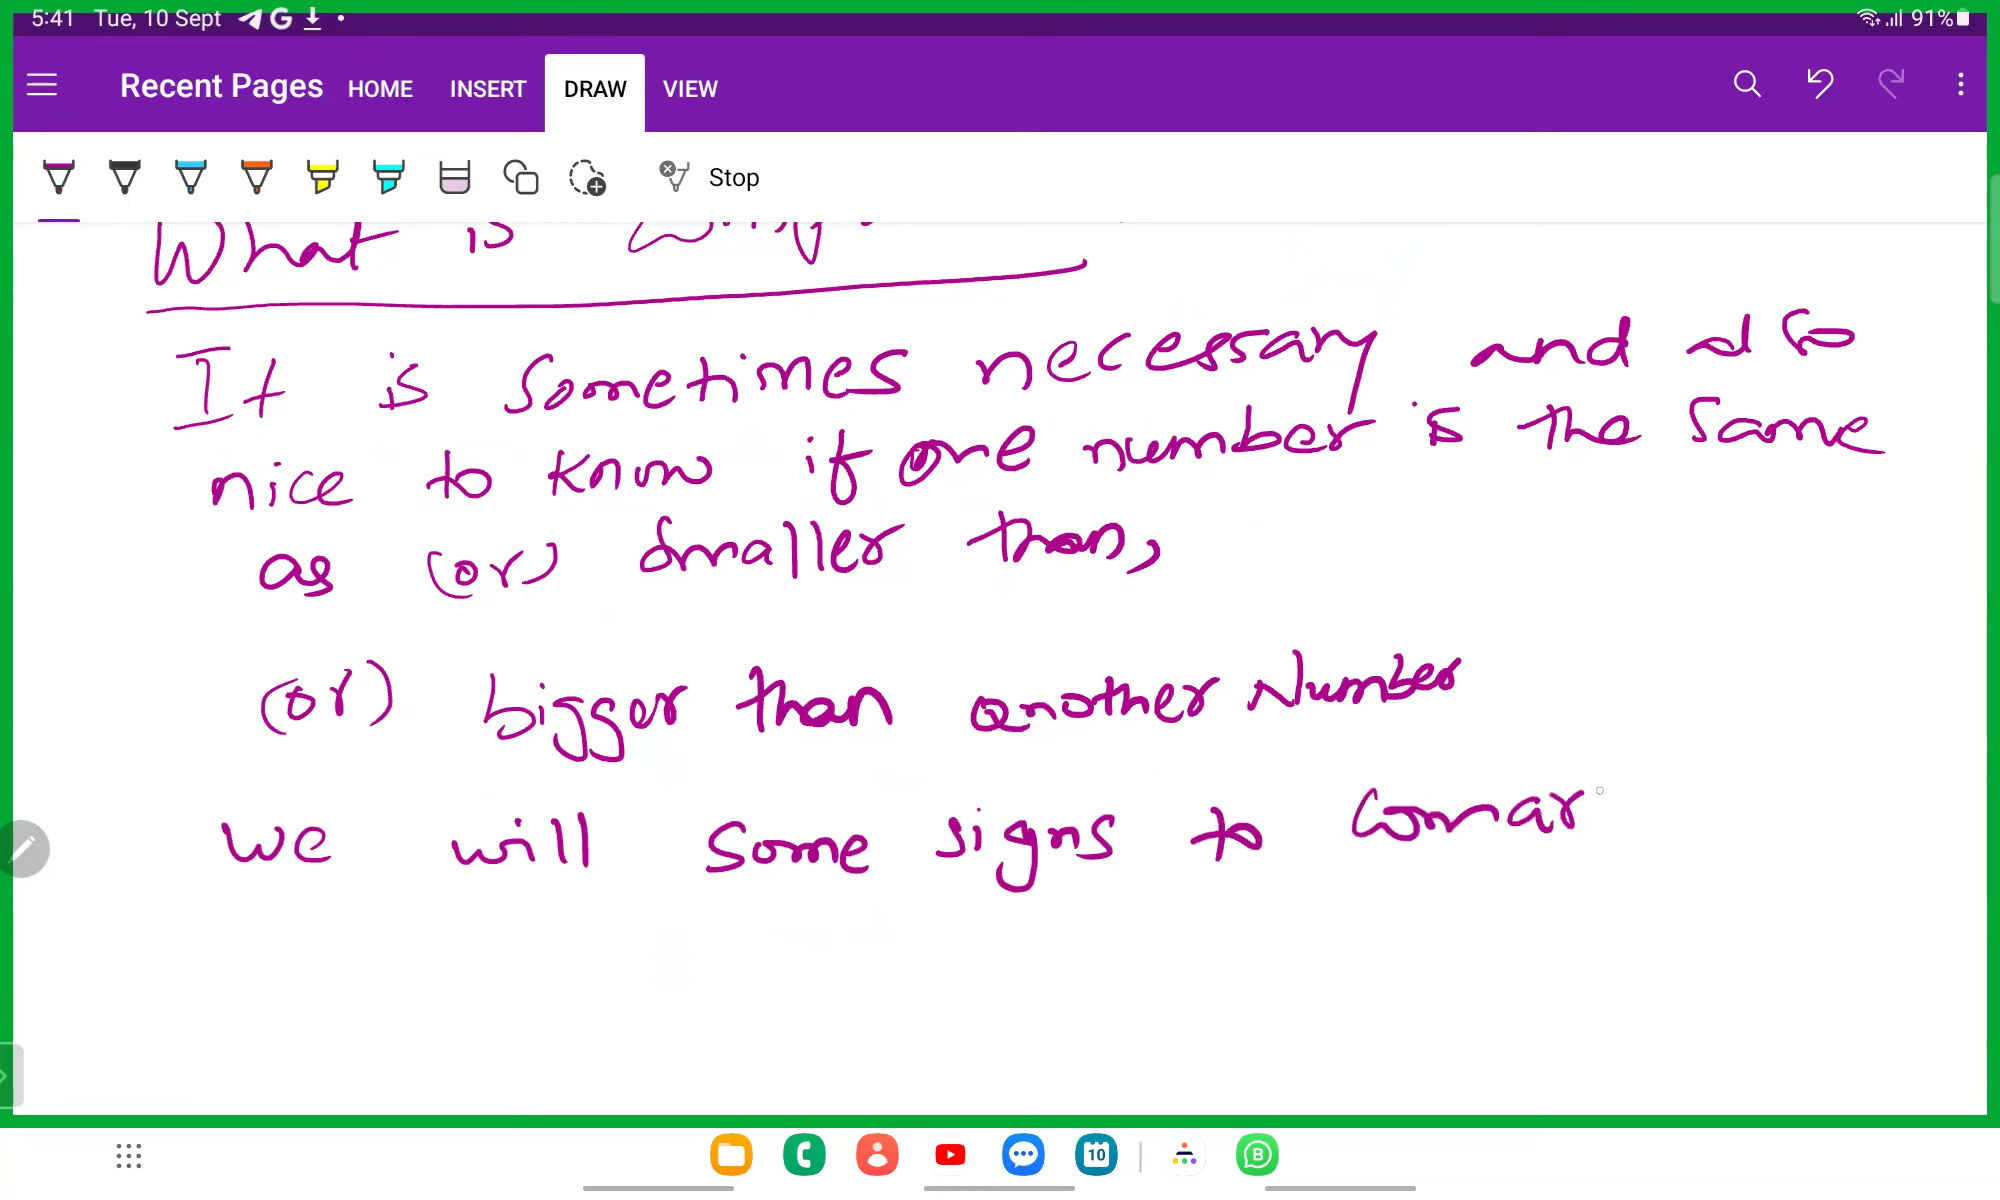 5:41 Tue, 10 Sept 91%
Recent Pages HOME INSERT DRAW VIEW
Stop
What is
It is sometimes necessary and also
nice to know if one number is the same
as (or) smaller than,
(or) bigger than another Number
we will some signs to comar
10
B